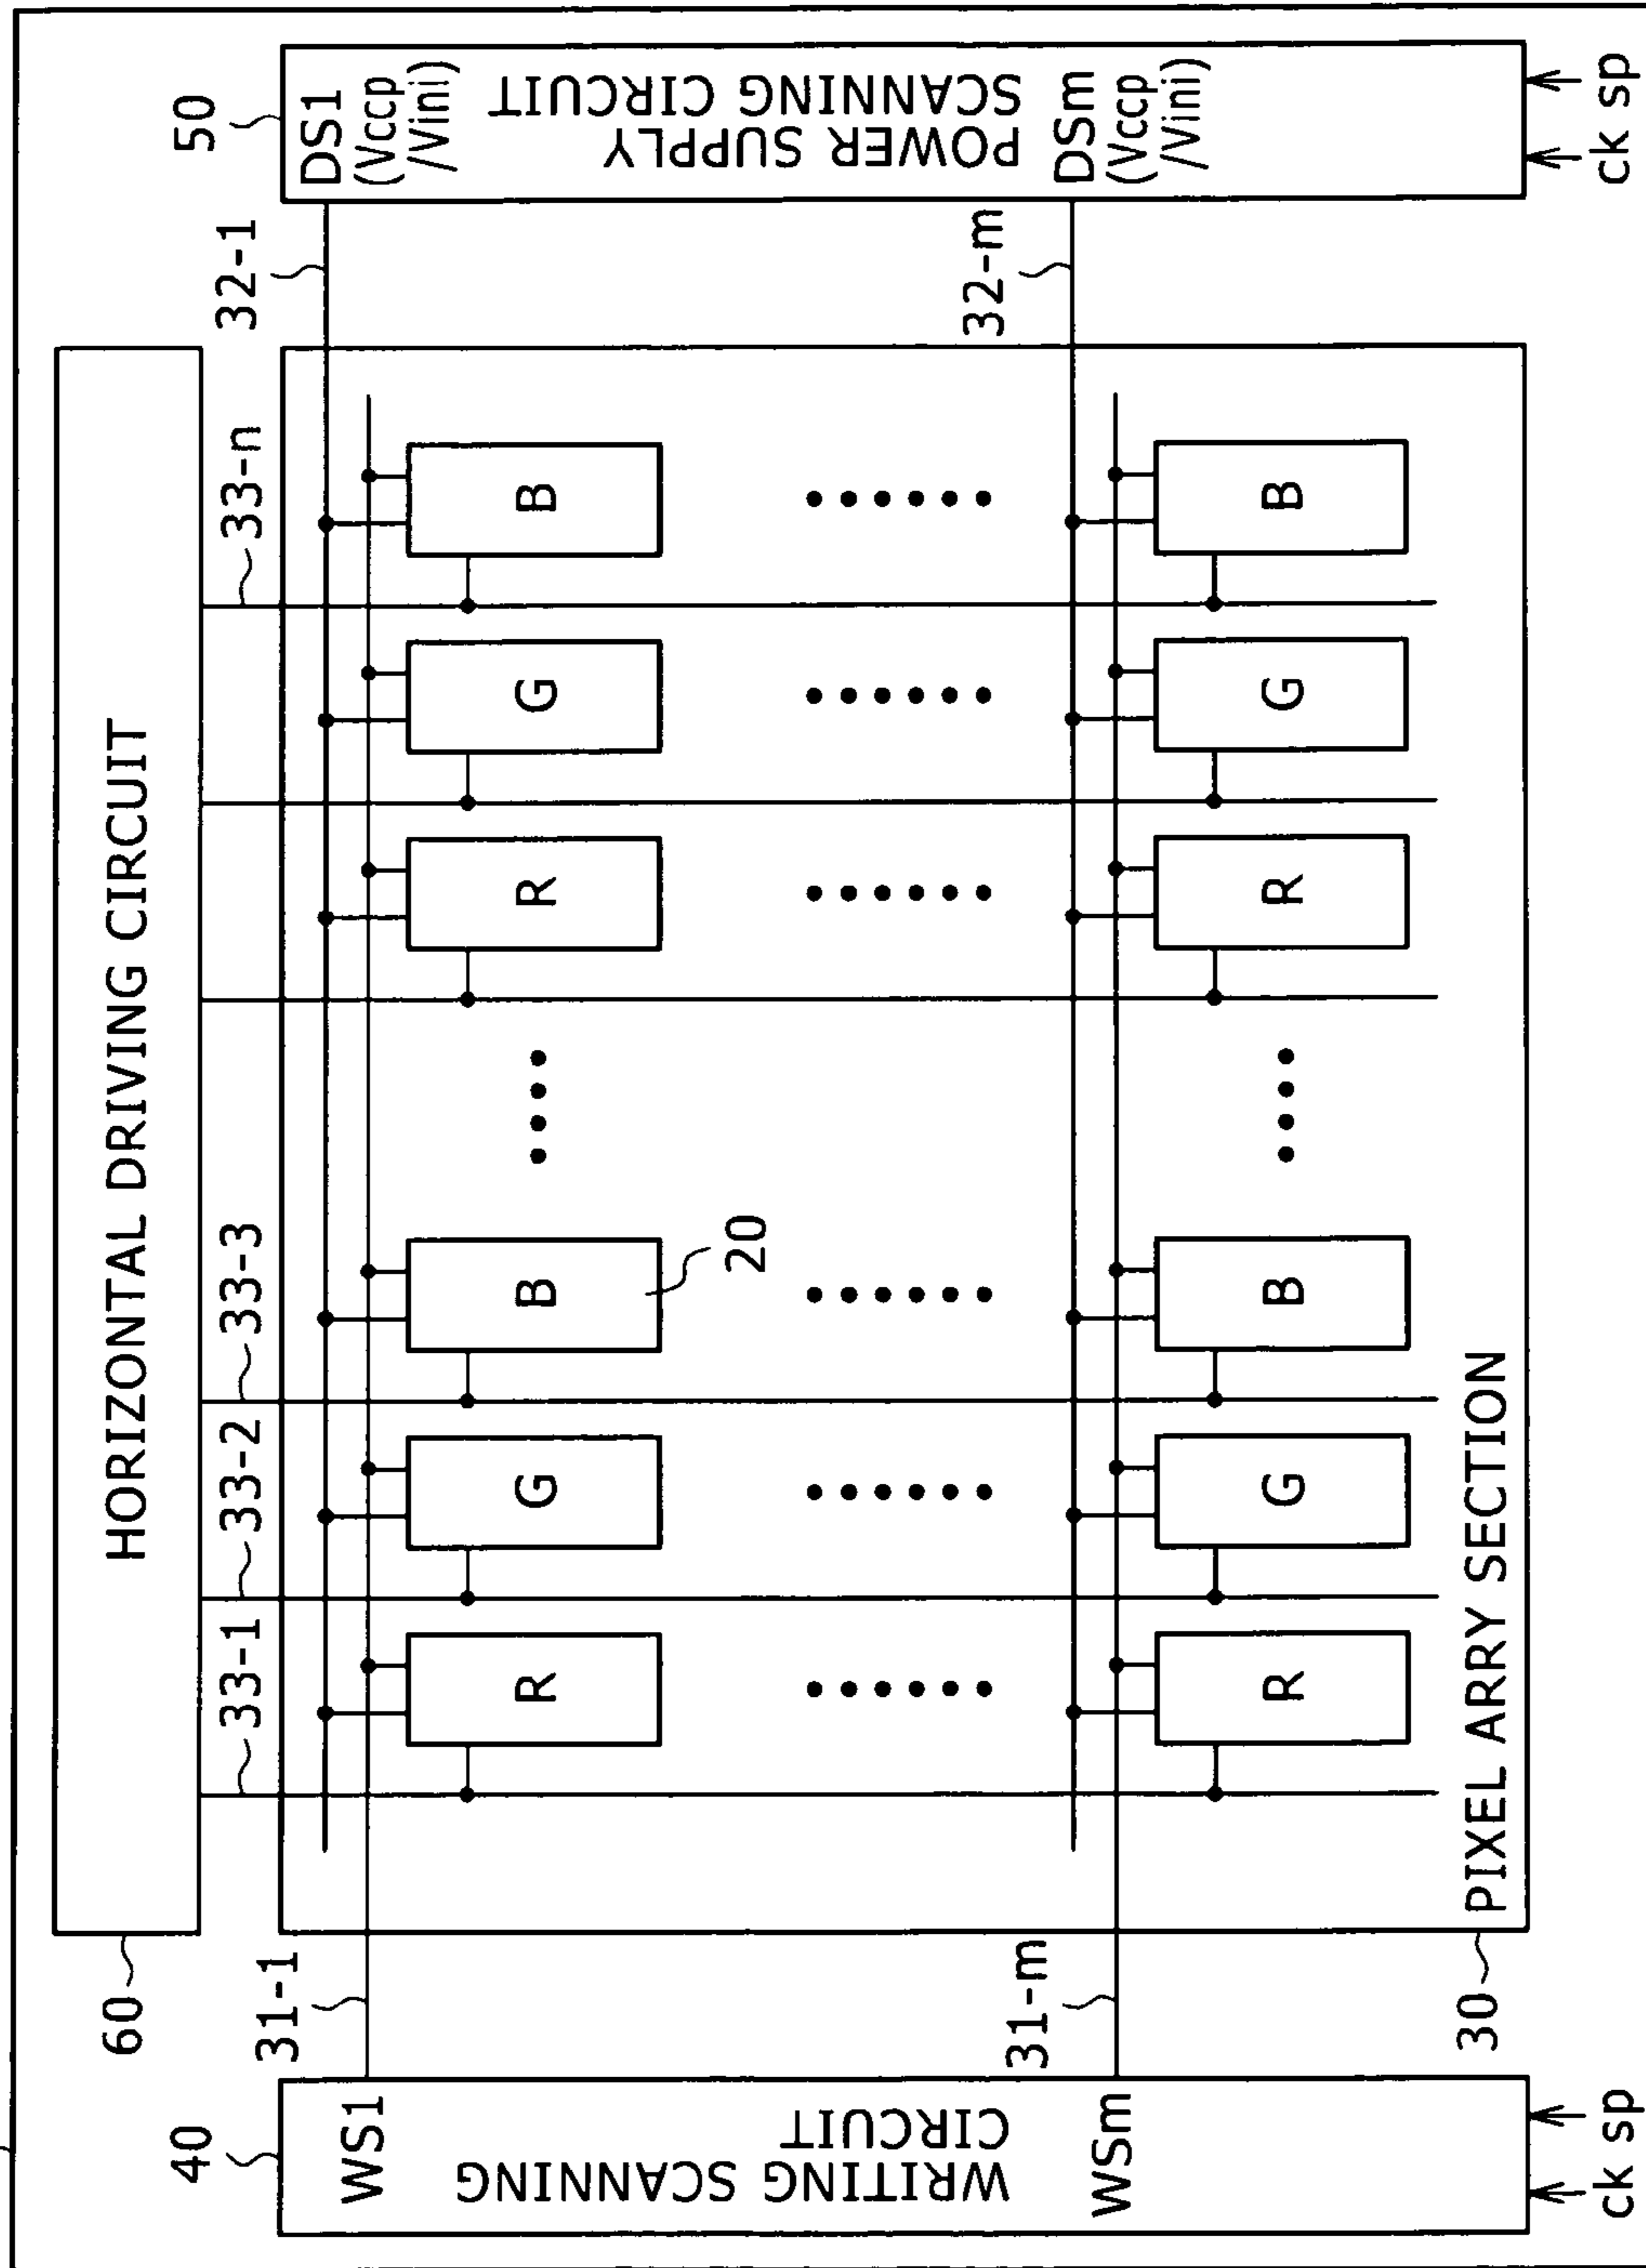 HORIZONTAL DRIVING CIRCUIT
60
33-1
33-2
33-3
33-n
40
31-1
32-1
50
WS1
WRITING SCANNING
CIRCUIT
WSm
ck sp
31-m
R
G
B
R
G
B
20
R
G
B
R
G
B
PIXEL ARRY SECTION
30
32-m
DS1
(Vccp
/Vini)
POWER SUPPLY
SCANNING CIRCUIT
DSm
(Vccp
/Vini)
ck sp